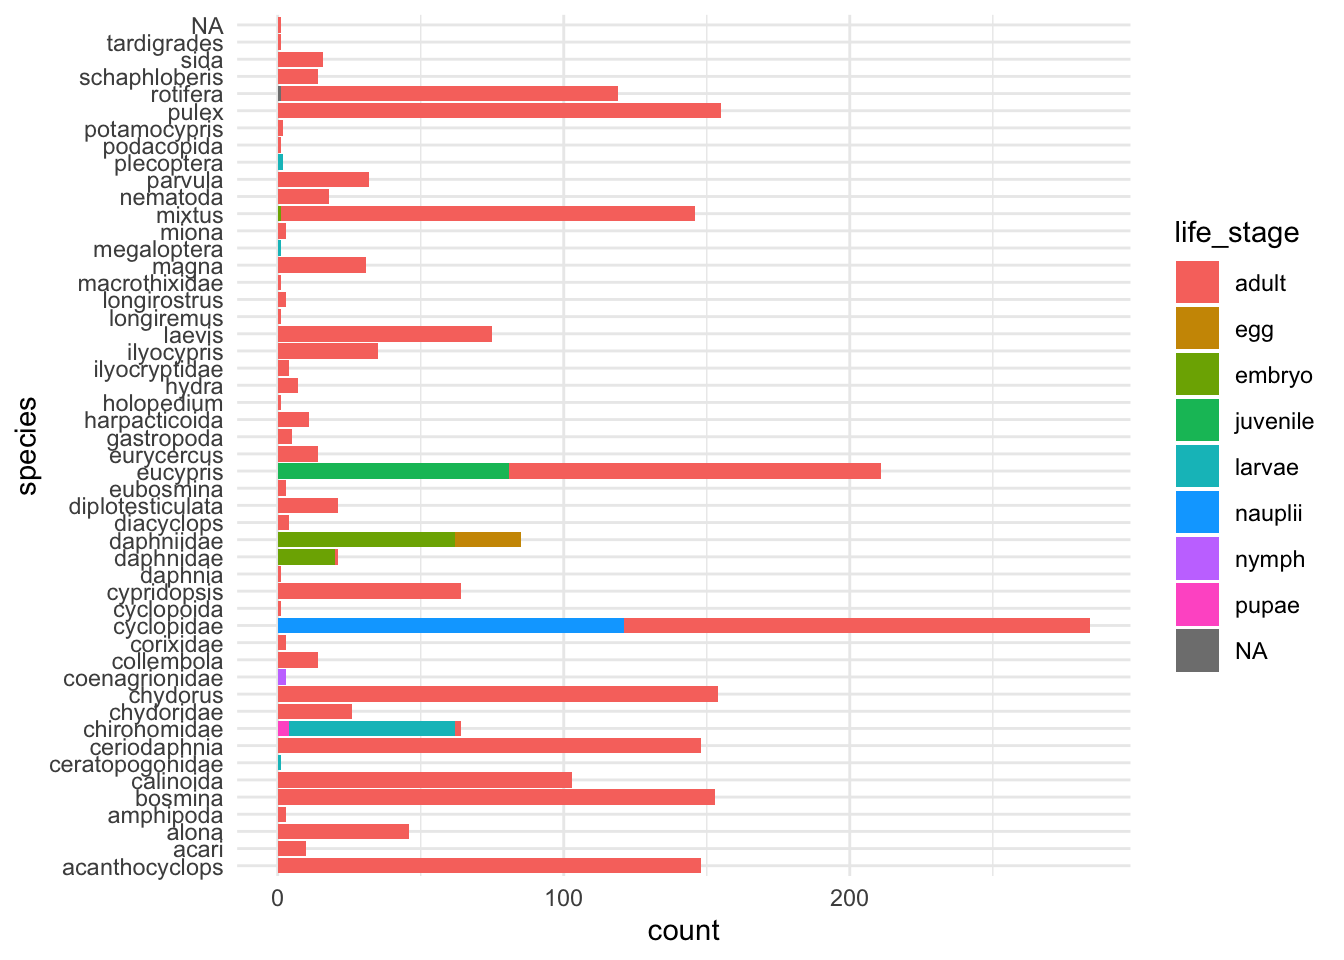 NA
tardigrades
sida
schaphloberis
rotifera
pulex
potamocypris
podacopida
plecoptera
parvula
nematoda
mixtus
miona
megaloptera
magna
macrothixidae
longirostrus
longiremus
laevis
ilyocypris
ilyocryptidae
hydra
holopedium
harpacticoida
gastropoda
eurycercus
eucypris
eubosmina
diplotesticulata
diacyclops
daphniidae
daphnidae
daphnia
cypridopsis
cyclopoida
cyclopidae
corixidae
collembola
coenagrionidae
chydorus
chydoridae
chironomidae
ceriodaphnia
ceratopogonidae
calinoida
bosmina
amphipoda
alona
acari
acanthocyclops
species
0 100 200
count
life_stage
adult
egg
embryo
juvenile
larvae
nauplii
nymph
pupae
NA